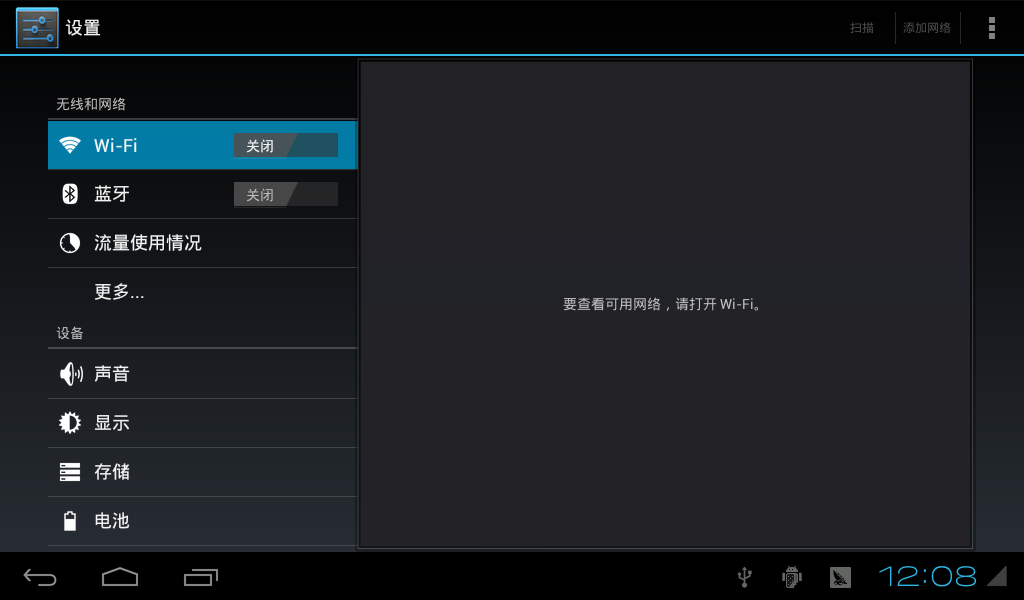 设置
扫描
添加网络
无线和网络
Wi-Fi
关闭
蓝牙
关闭
流量使用情况
更多...
设备
声音
显示
存储
电池
要查看可用网络，请打开 Wi-Fi。
12:08